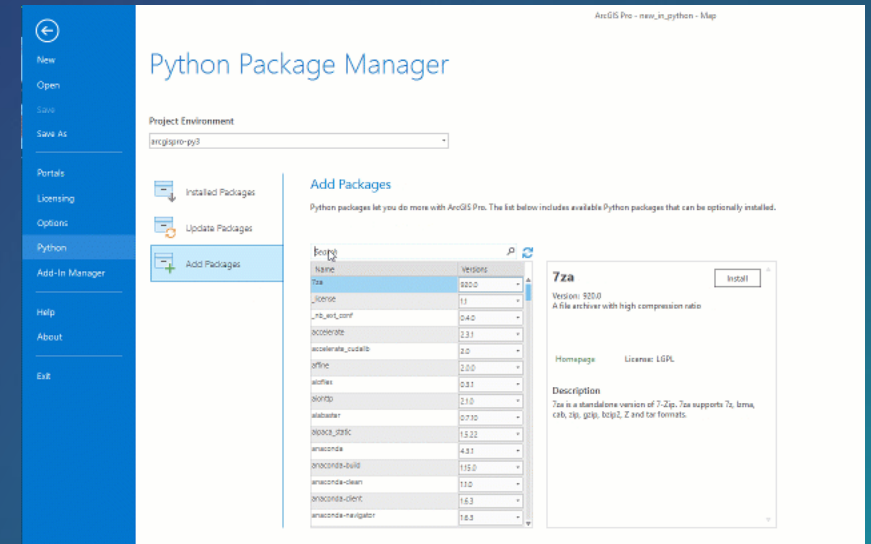 ArcGIS Pro - new_in_python - Map
New
Open
Save
Save As
Portals
Licensing
Options
Python
Add-In Manager
Help
About
Exit
Python Package Manager
Project Environment
arcgispro-py3
Installed Packages
Update Packages
Add Packages
Add Packages
Python packages let you do more with ArcGIS Pro. The list below includes available Python packages that can be optionally installed.
Search
Name Versions
7za 920.0
_license 1.1
_nb_ext_conf 0.4.0
accelerate 2.3.1
accelerate_cudalib 2.0
affine 2.0.0
aioflex 0.3.1
aiohttp 2.1.0
alabaster 0.7.10
alpaca_static 1.5.22
anaconda 4.3.1
anaconda-build 1.15.0
anaconda-clean 1.1.0
anaconda-client 1.6.3
anaconda-navigator 1.6.3
7za
Install
Version: 920.0
A file archiver with high compression ratio
Homepage License: LGPL
Description
7za is a standalone version of 7-Zip. 7za supports 7z, lzma,
cab, zip, gzip, bzip2, Z and tar formats.